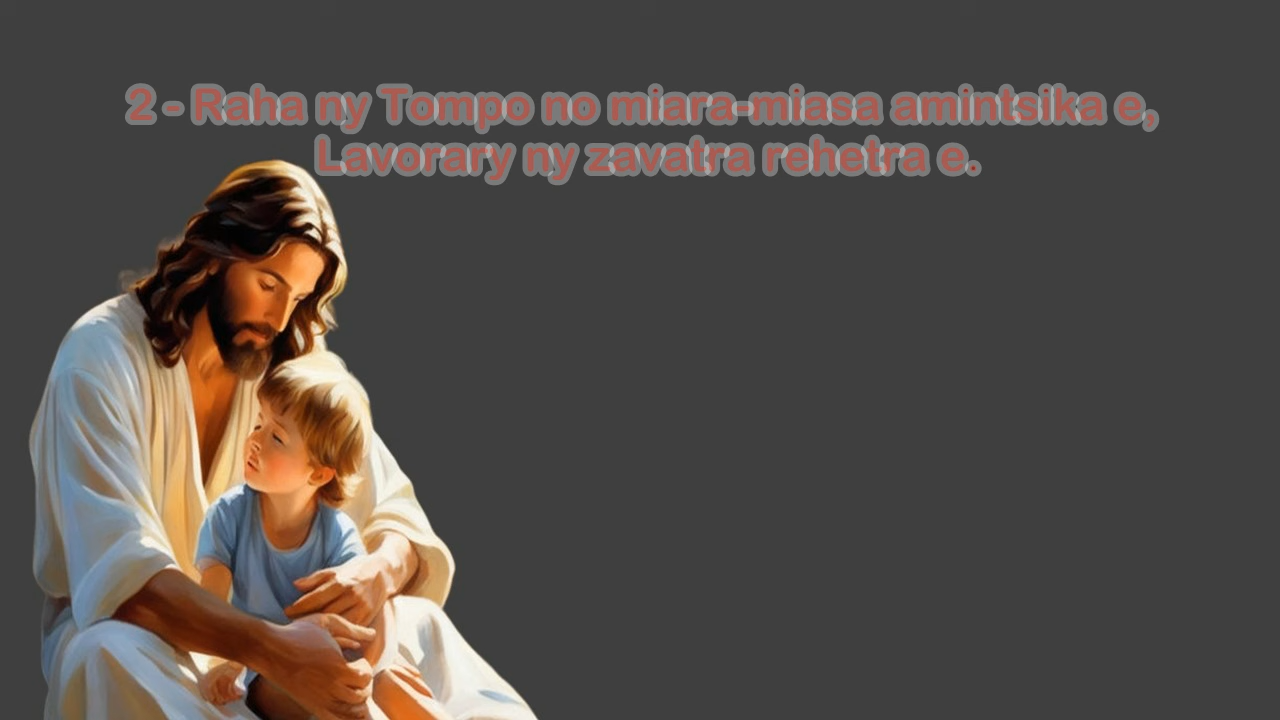 2 - Raha ny Tompo no miara-miasa amintsika e,
Lavorary ny zavatra rehetra e.